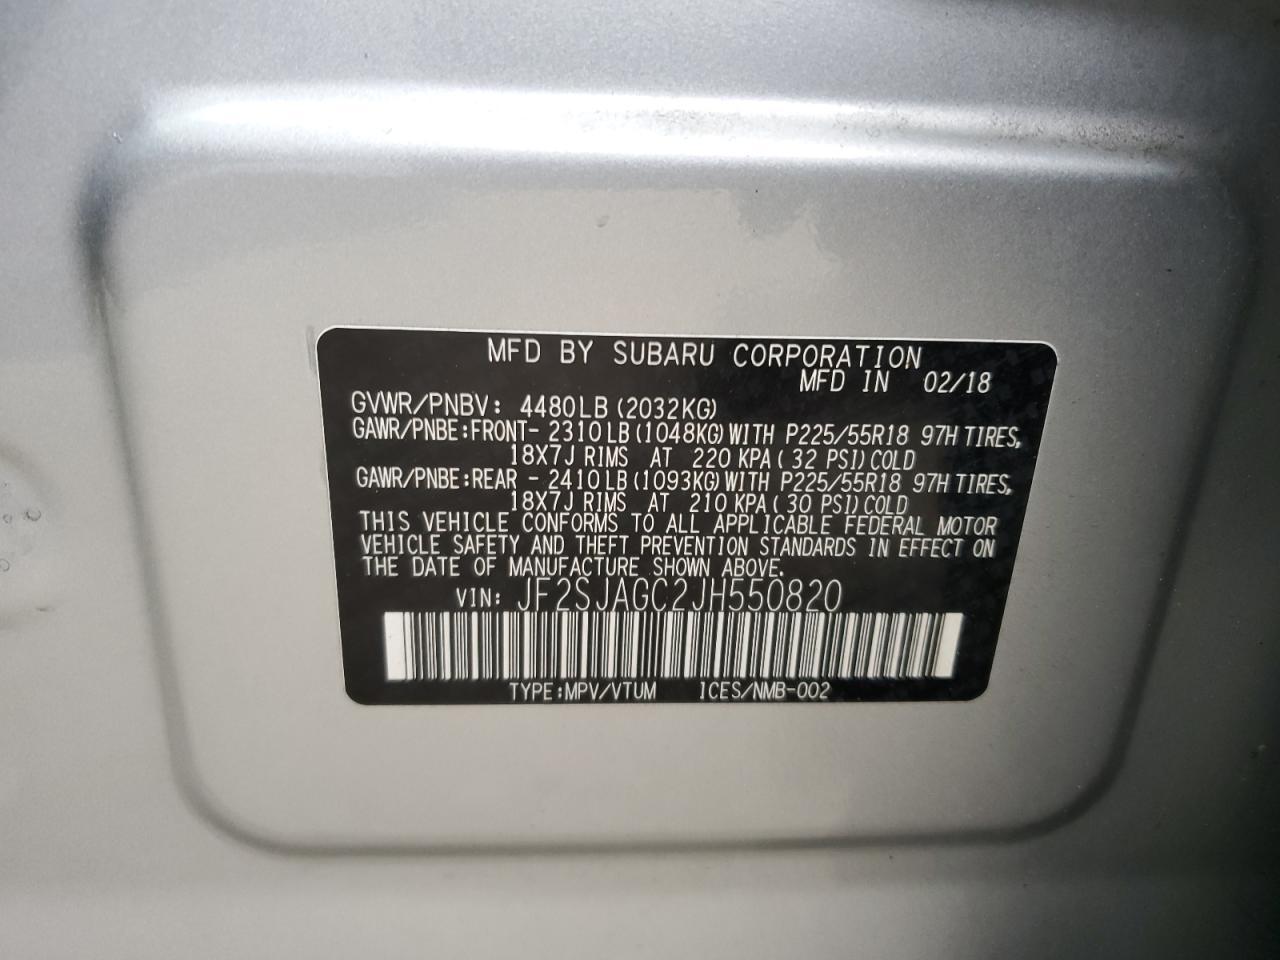 MFD BY SUBARU CORPORATION
MFD IN 02/18
GVWR/PNBV: 4480LB (2032KG)
GAWR/PNBE:FRONT- 2310LB (1048KG) WITH P225/55R18 97H TIRES,
18X7J RIMS AT 220 KPA ( 32 PSI) COLD
GAWR/PNBE:REAR - 2410LB (1093KG) WITH P225/55R18 97H TIRES,
18X7J RIMS AT 210 KPA ( 30 PSI) COLD
THIS VEHICLE CONFORMS TO ALL APPLICABLE FEDERAL MOTOR
VEHICLE SAFETY AND THEFT PREVENTION STANDARDS IN EFFECT ON
THE DATE OF MANUFACTURE SHOWN ABOVE.
VIN: JF2SJAGC2JH550820
TYPE:MPV/VTUM ICES/NMB-002